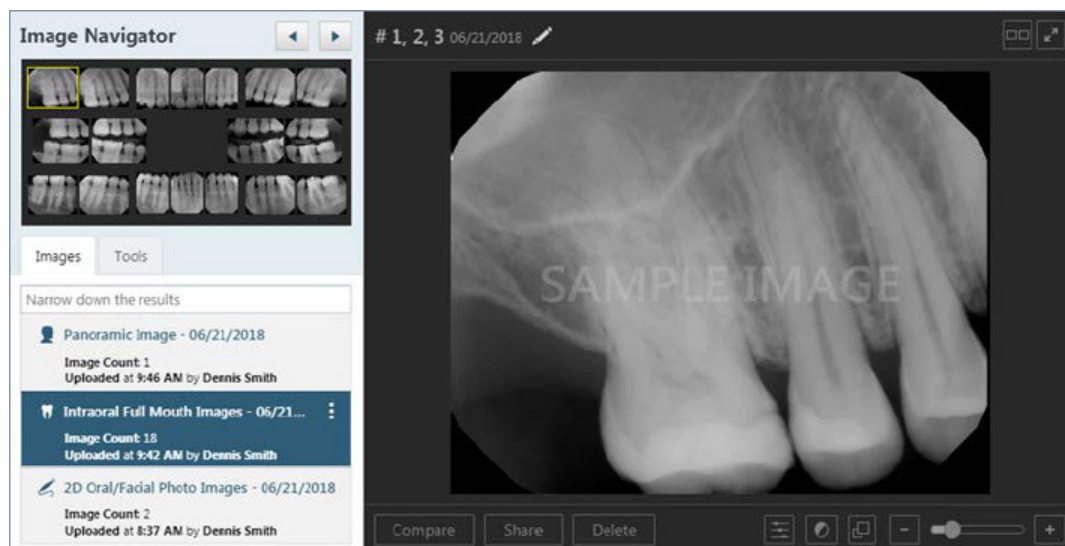 Image Navigator
# 1, 2, 3 06/21/2018
SAMPLE IMAGE
Images
Tools
Narrow down the results
Panoramic Image - 06/21/2018
Image Count: 1
Uploaded at 9:46 AM by Dennis Smith
Intraoral Full Mouth Images - 06/21...
Image Count: 18
Uploaded at 9:42 AM by Dennis Smith
2D Oral/Facial Photo Images - 06/21/2018
Image Count: 2
Uploaded at 8:37 AM by Dennis Smith
Compare
Share
Delete